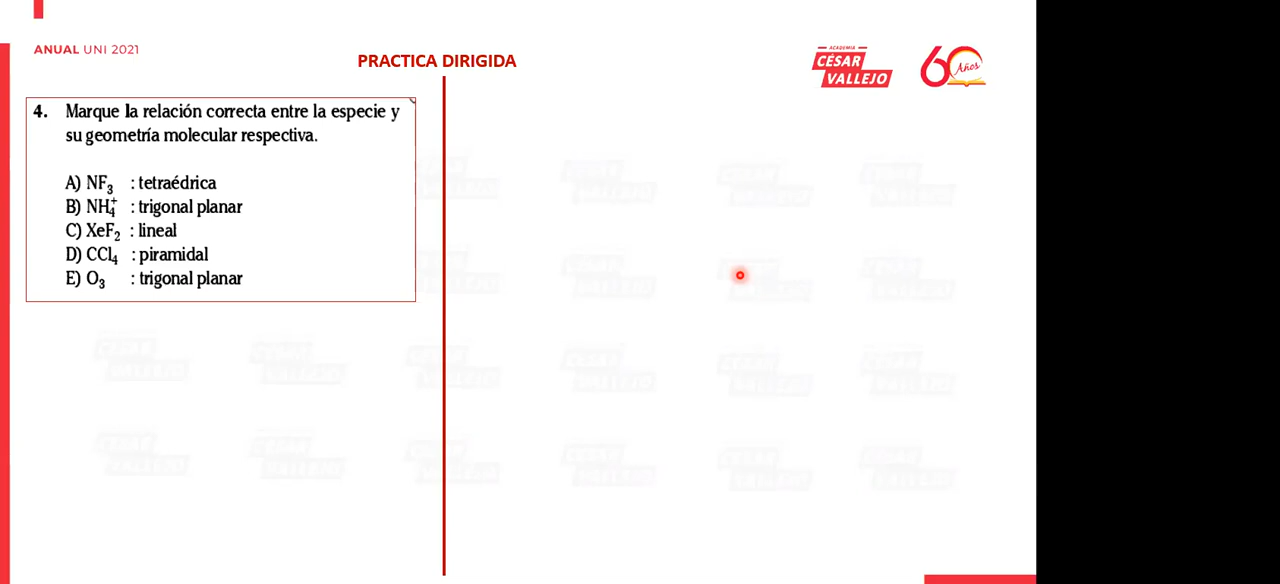 ANUAL UNI 2021
PRACTICA DIRIGIDA
ACADEMIA
CÉSAR
VALLEJO
60 Años
4. Marque la relación correcta entre la especie y
su geometría molecular respectiva.
A) NF₃ : tetraédrica
B) NH₄⁺ : trigonal planar
C) XeF₂ : lineal
D) CCl₄ : piramidal
E) O₃ : trigonal planar